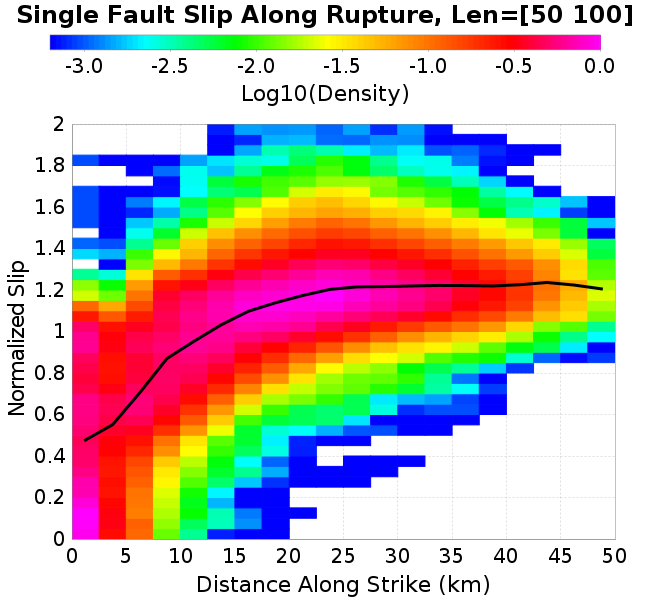 Single Fault Slip Along Rupture, Len=[50 100]
-3.0 -2.5 -2.0 -1.5 -1.0 -0.5 0.0
Log10(Density)
2
1.8
1.6
1.4
1.2
1
0.8
0.6
0.4
0.2
0
Normalized Slip
0 5 10 15 20 25 30 35 40 45 50
Distance Along Strike (km)